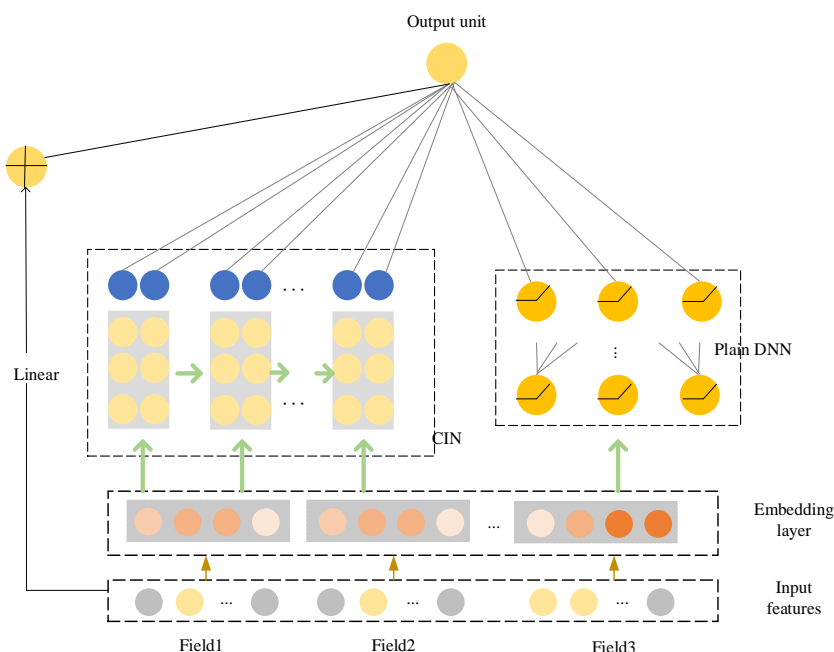 Output unit
. . .
Linear
...
Plain DNN
. . .
CIN
...
Embedding
layer
...
...
...
Input
features
Field1
Field2
Field3